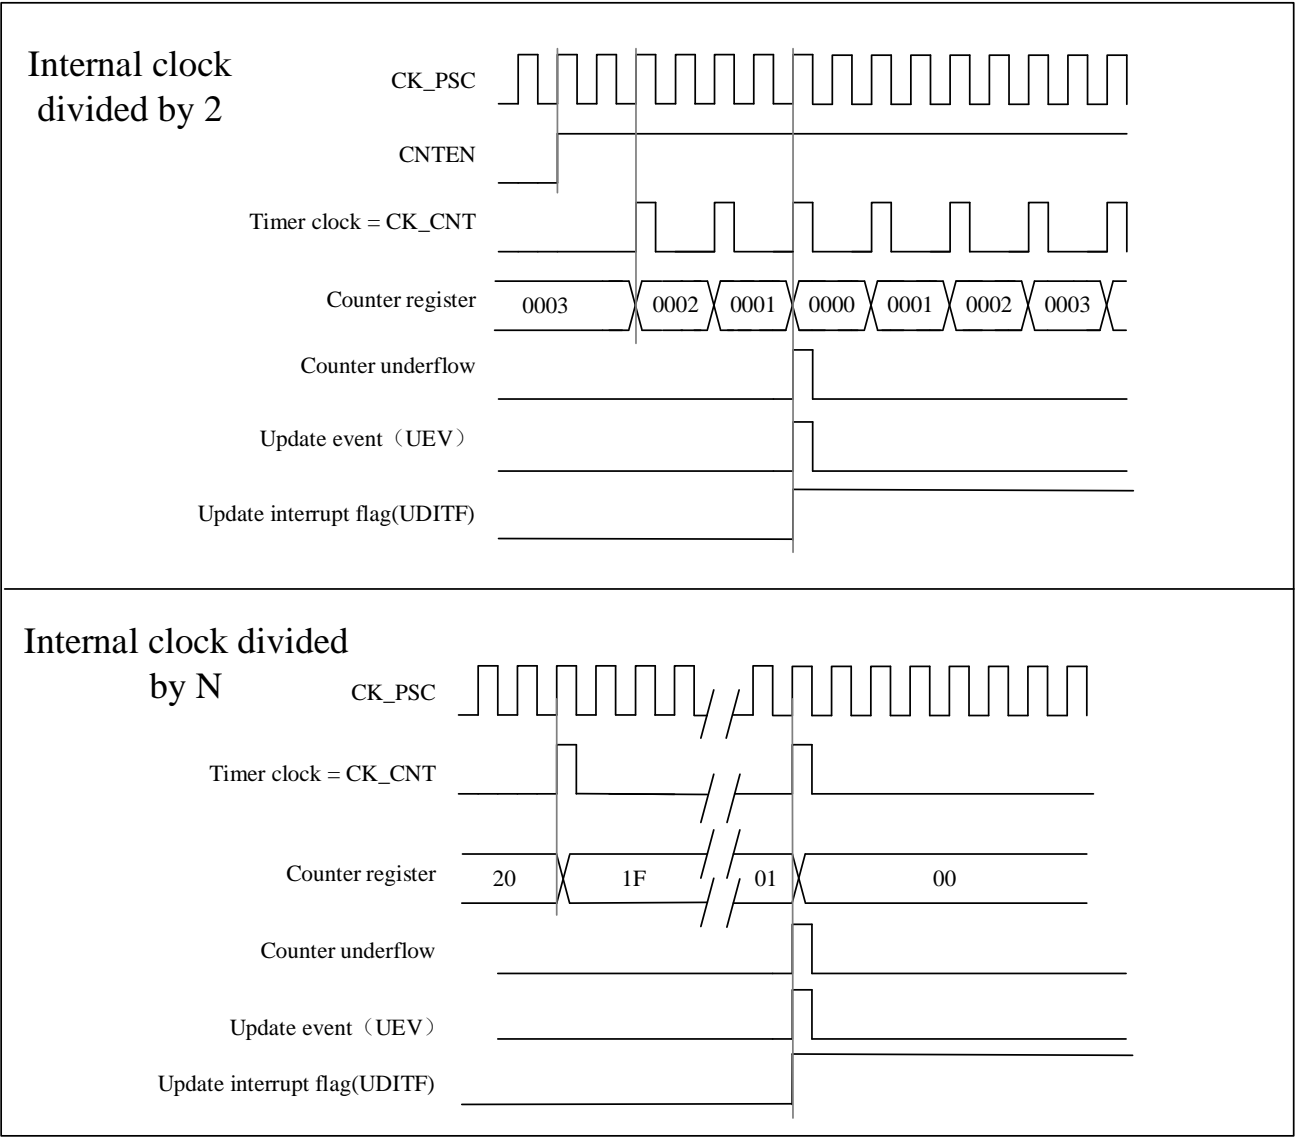 Internal clock
divided by 2
CK_PSC
CNTEN
Timer clock = CK_CNT
Counter register
0003 0002 0001 0000 0001 0002 0003
Counter underflow
Update event（UEV）
Update interrupt flag(UDITF)
Internal clock divided
by N
CK_PSC
Timer clock = CK_CNT
Counter register
20 1F 01 00
Counter underflow
Update event（UEV）
Update interrupt flag(UDITF)